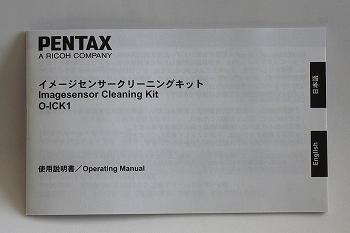 PENTAX
A RICOH COMPANY
イメージセンサークリーニングキット
Imagesensor Cleaning Kit
O-ICK1
使用説明書／Operating Manual
日本語
English